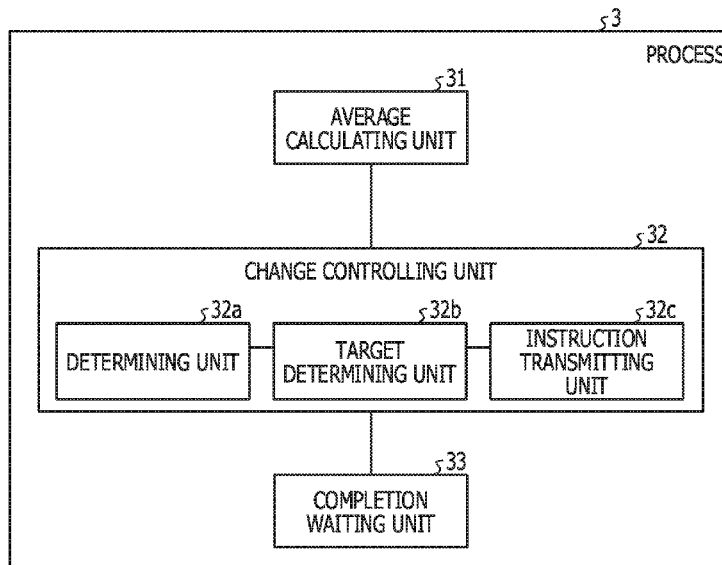 3
PROCESS
31
AVERAGE
CALCULATING UNIT
32
CHANGE CONTROLLING UNIT
32a
32b
32c
DETERMINING UNIT
TARGET
DETERMINING UNIT
INSTRUCTION
TRANSMITTING
UNIT
33
COMPLETION
WAITING UNIT